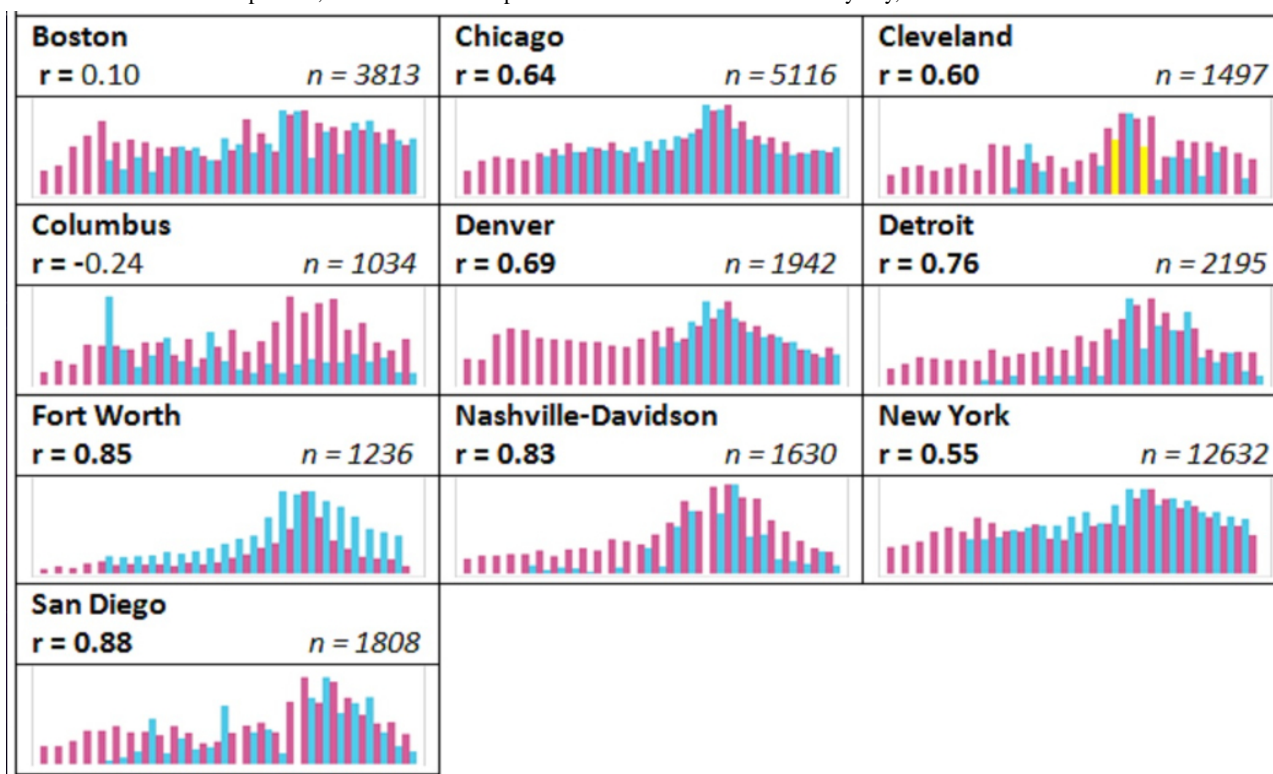 Boston
r = 0.10 n = 3813
Chicago
r = 0.64 n = 5116
Cleveland
r = 0.60 n = 1497
Columbus
r = -0.24 n = 1034
Denver
r = 0.69 n = 1942
Detroit
r = 0.76 n = 2195
Fort Worth
r = 0.85 n = 1236
Nashville-Davidson
r = 0.83 n = 1630
New York
r = 0.55 n = 12632
San Diego
r = 0.88 n = 1808